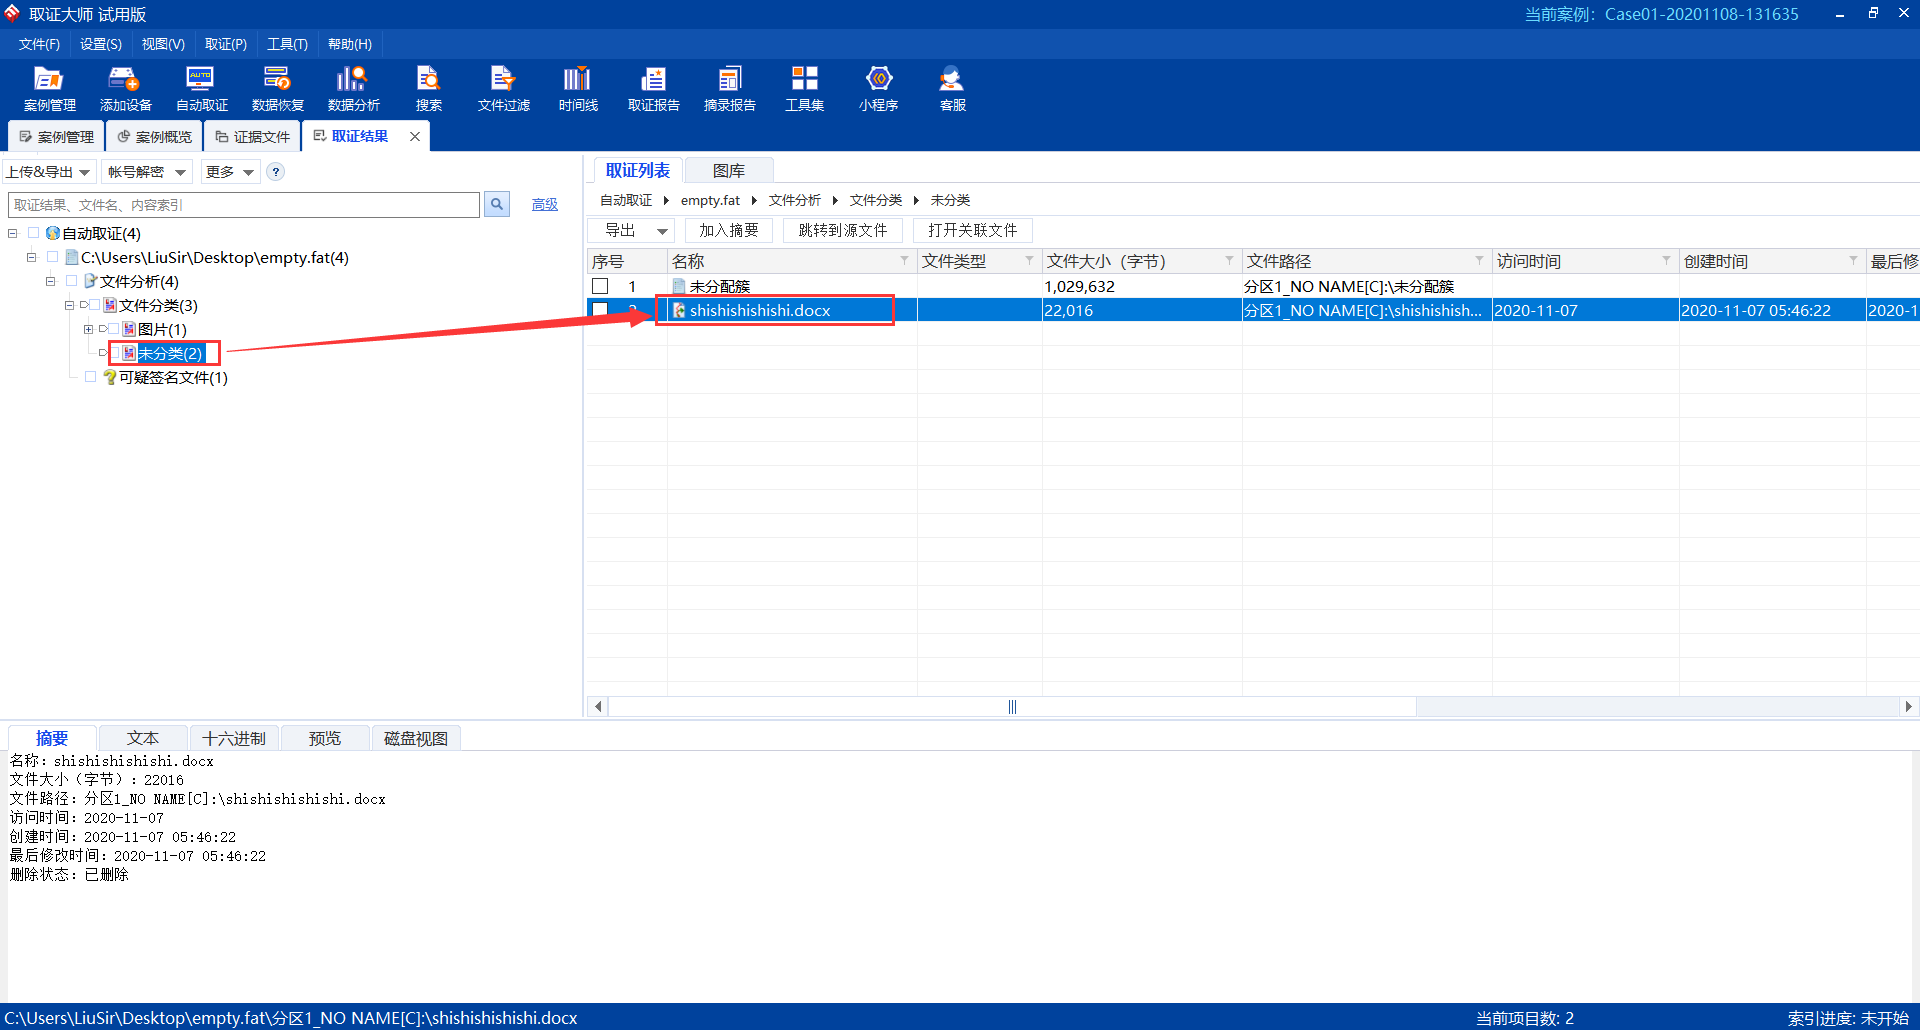 取证大师 试用版
当前案例: Case01-20201108-131635
文件(F) 设置(S) 视图(V) 取证(P) 工具(T) 帮助(H)
案例管理 添加设备 自动取证 数据恢复 数据分析 搜索 文件过滤 时间线 取证报告 摘录报告 工具集 小程序 客服
案例管理 案例概览 证据文件 取证结果
上传&导出 帐号解密 更多 ?
取证结果、文件名、内容索引 高级
自动取证(4)
C:\Users\LiuSir\Desktop\empty.fat(4)
文件分析(4)
文件分类(3)
图片(1)
未分类(2)
可疑签名文件(1)
取证列表 图库
自动取证 empty.fat 文件分析 文件分类 未分类
导出 加入摘要 跳转到源文件 打开关联文件
序号 名称 文件类型 文件大小（字节） 文件路径 访问时间 创建时间 最后修
1 未分配簇 1,029,632 分区1_NO NAME[C]:\未分配簇
2 shishishishishi.docx 22,016 分区1_NO NAME[C]:\shishishish... 2020-11-07 2020-11-07 05:46:22 2020-1
摘要 文本 十六进制 预览 磁盘视图
名称: shishishishishi.docx
文件大小（字节）: 22016
文件路径: 分区1_NO NAME[C]:\shishishishishi.docx
访问时间: 2020-11-07
创建时间: 2020-11-07 05:46:22
最后修改时间: 2020-11-07 05:46:22
删除状态: 已删除
C:\Users\LiuSir\Desktop\empty.fat\分区1_NO NAME[C]:\shishishishishi.docx
当前项目数: 2
索引进度: 未开始